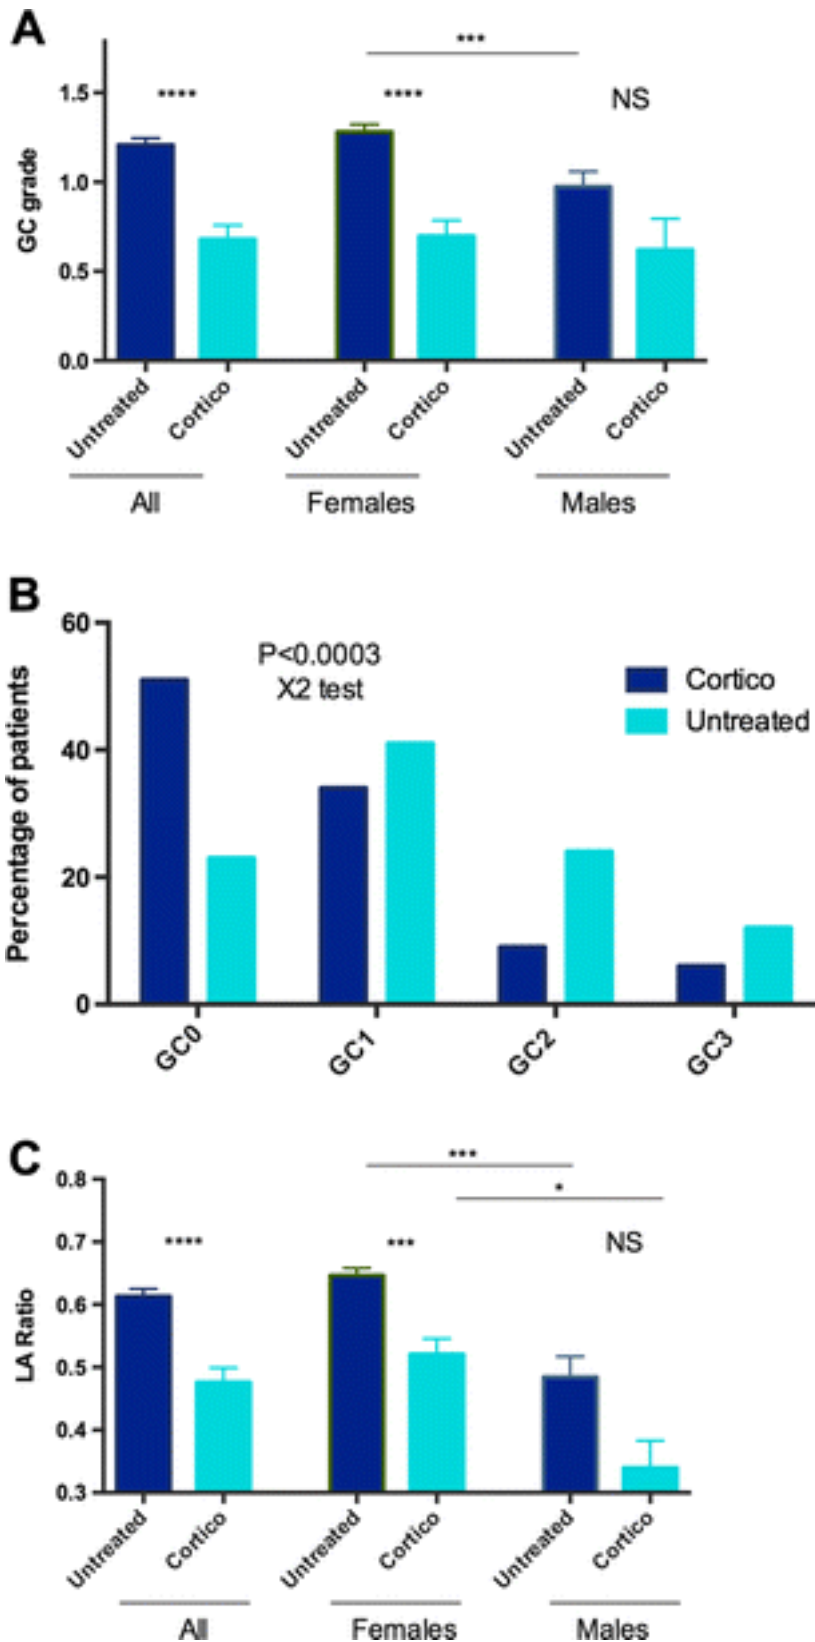 A
***
**** **** NS
1.5
1.0
0.5
0.0
GC grade
Untreated Cortico Untreated Cortico Untreated Cortico
All Females Males
B
60
40
20
0
Percentage of patients
P<0.0003
X2 test
Cortico
Untreated
GC0 GC1 GC2 GC3
C
***
*
**** *** NS
0.8
0.7
0.6
0.5
0.4
0.3
LA Ratio
Untreated Cortico Untreated Cortico Untreated Cortico
All Females Males